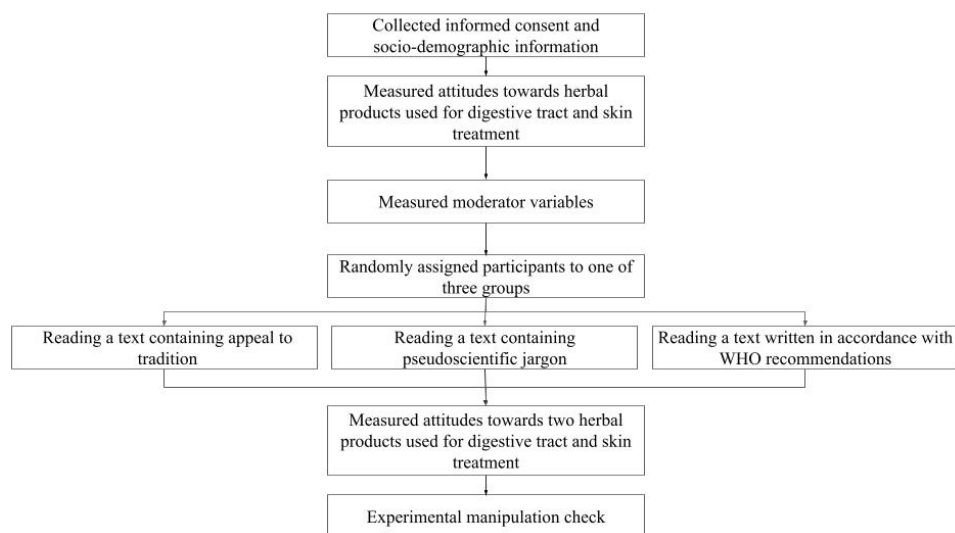 Collected informed consent and
socio-demographic information
Measured attitudes towards herbal
products used for digestive tract and skin
treatment
Measured moderator variables
Randomly assigned participants to one of
three groups
Reading a text containing appeal to
tradition
Reading a text containing
pseudoscientific jargon
Reading a text written in accordance with
WHO recommendations
Measured attitudes towards two herbal
products used for digestive tract and skin
treatment
Experimental manipulation check